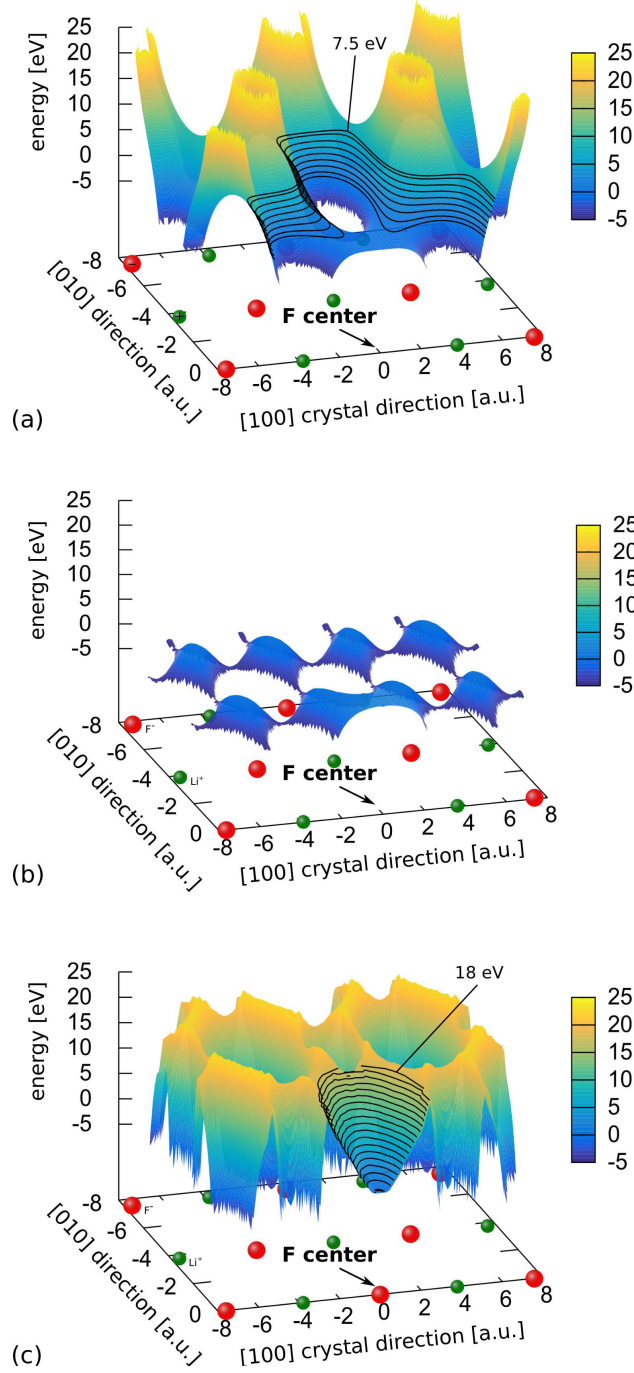 25
20
15
10
5
0
-5
energy [eV]
7.5 eV
25
20
15
10
5
0
-5
-8
-6
-4
-2
0
[010] direction [a.u.]
F center
-8 -6 -4 -2 0 2 4 6 8
[100] crystal direction [a.u.]
(a)
25
20
15
10
5
0
-5
energy [eV]
25
20
15
10
5
0
-5
-8
-6
-4
-2
0
F⁻
Li⁺
[010] direction [a.u.]
F center
-8 -6 -4 -2 0 2 4 6 8
[100] crystal direction [a.u.]
(b)
25
20
15
10
5
0
-5
energy [eV]
18 eV
25
20
15
10
5
0
-5
-8
-6
-4
-2
0
F⁻
Li⁺
[010] direction [a.u.]
F center
-8 -6 -4 -2 0 2 4 6 8
[100] crystal direction [a.u.]
(c)